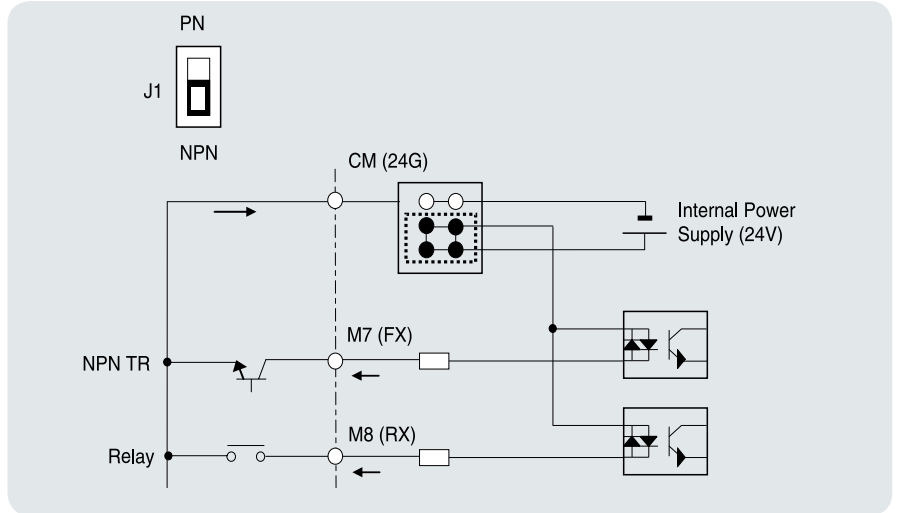 PN
J1
NPN
CM (24G)
Internal Power
Supply (24V)
M7 (FX)
NPN TR
M8 (RX)
Relay